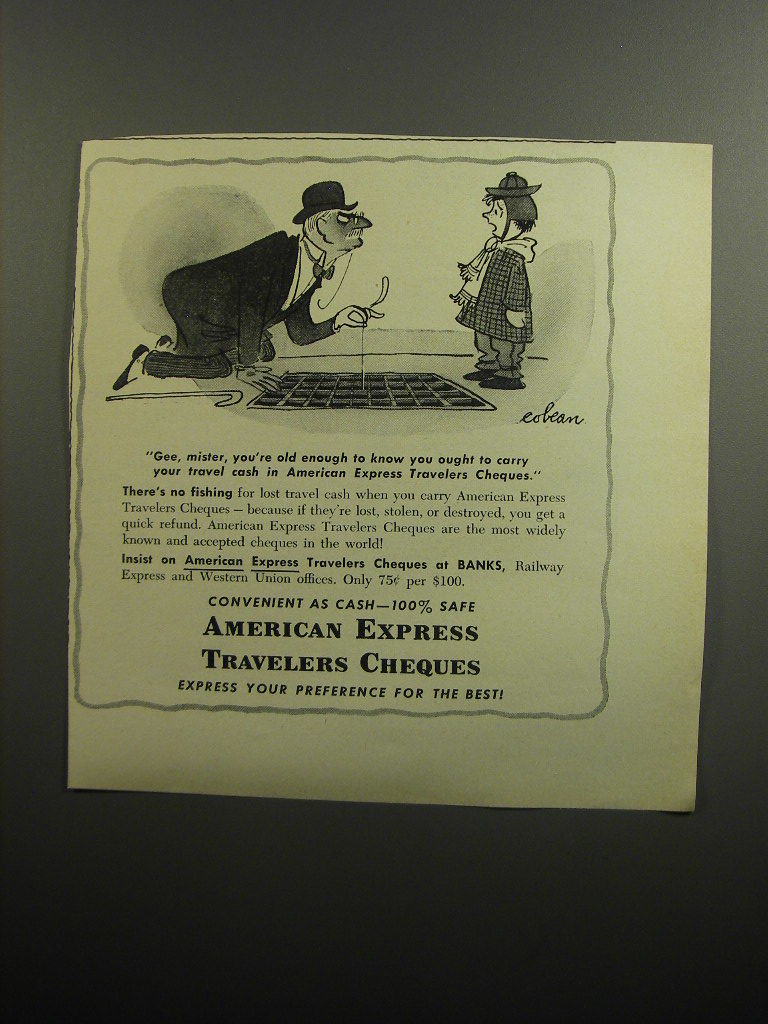 cobean
"Gee, mister, you're old enough to know you ought to carry
your travel cash in American Express Travelers Cheques."
There's no fishing for lost travel cash when you carry American Express
Travelers Cheques — because if they're lost, stolen, or destroyed, you get a
quick refund. American Express Travelers Cheques are the most widely
known and accepted cheques in the world!
Insist on American Express Travelers Cheques at BANKS, Railway
Express and Western Union offices. Only 75¢ per $100.
CONVENIENT AS CASH—100% SAFE
AMERICAN EXPRESS
TRAVELERS CHEQUES
EXPRESS YOUR PREFERENCE FOR THE BEST!